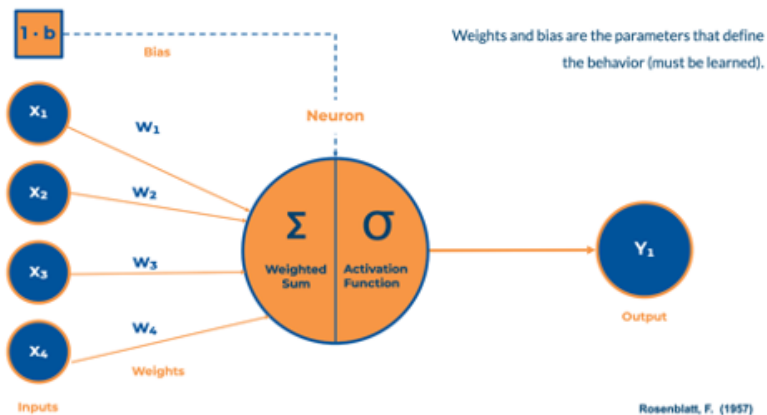 1 · b
Bias
Weights and bias are the parameters that define
the behavior (must be learned).
X₁
W₁
Neuron
X₂
W₂
Σ
σ
Weighted
Sum
Activation
Function
Y₁
X₃
W₃
Output
X₄
W₄
Weights
Inputs
Rosenblatt, F. (1957)